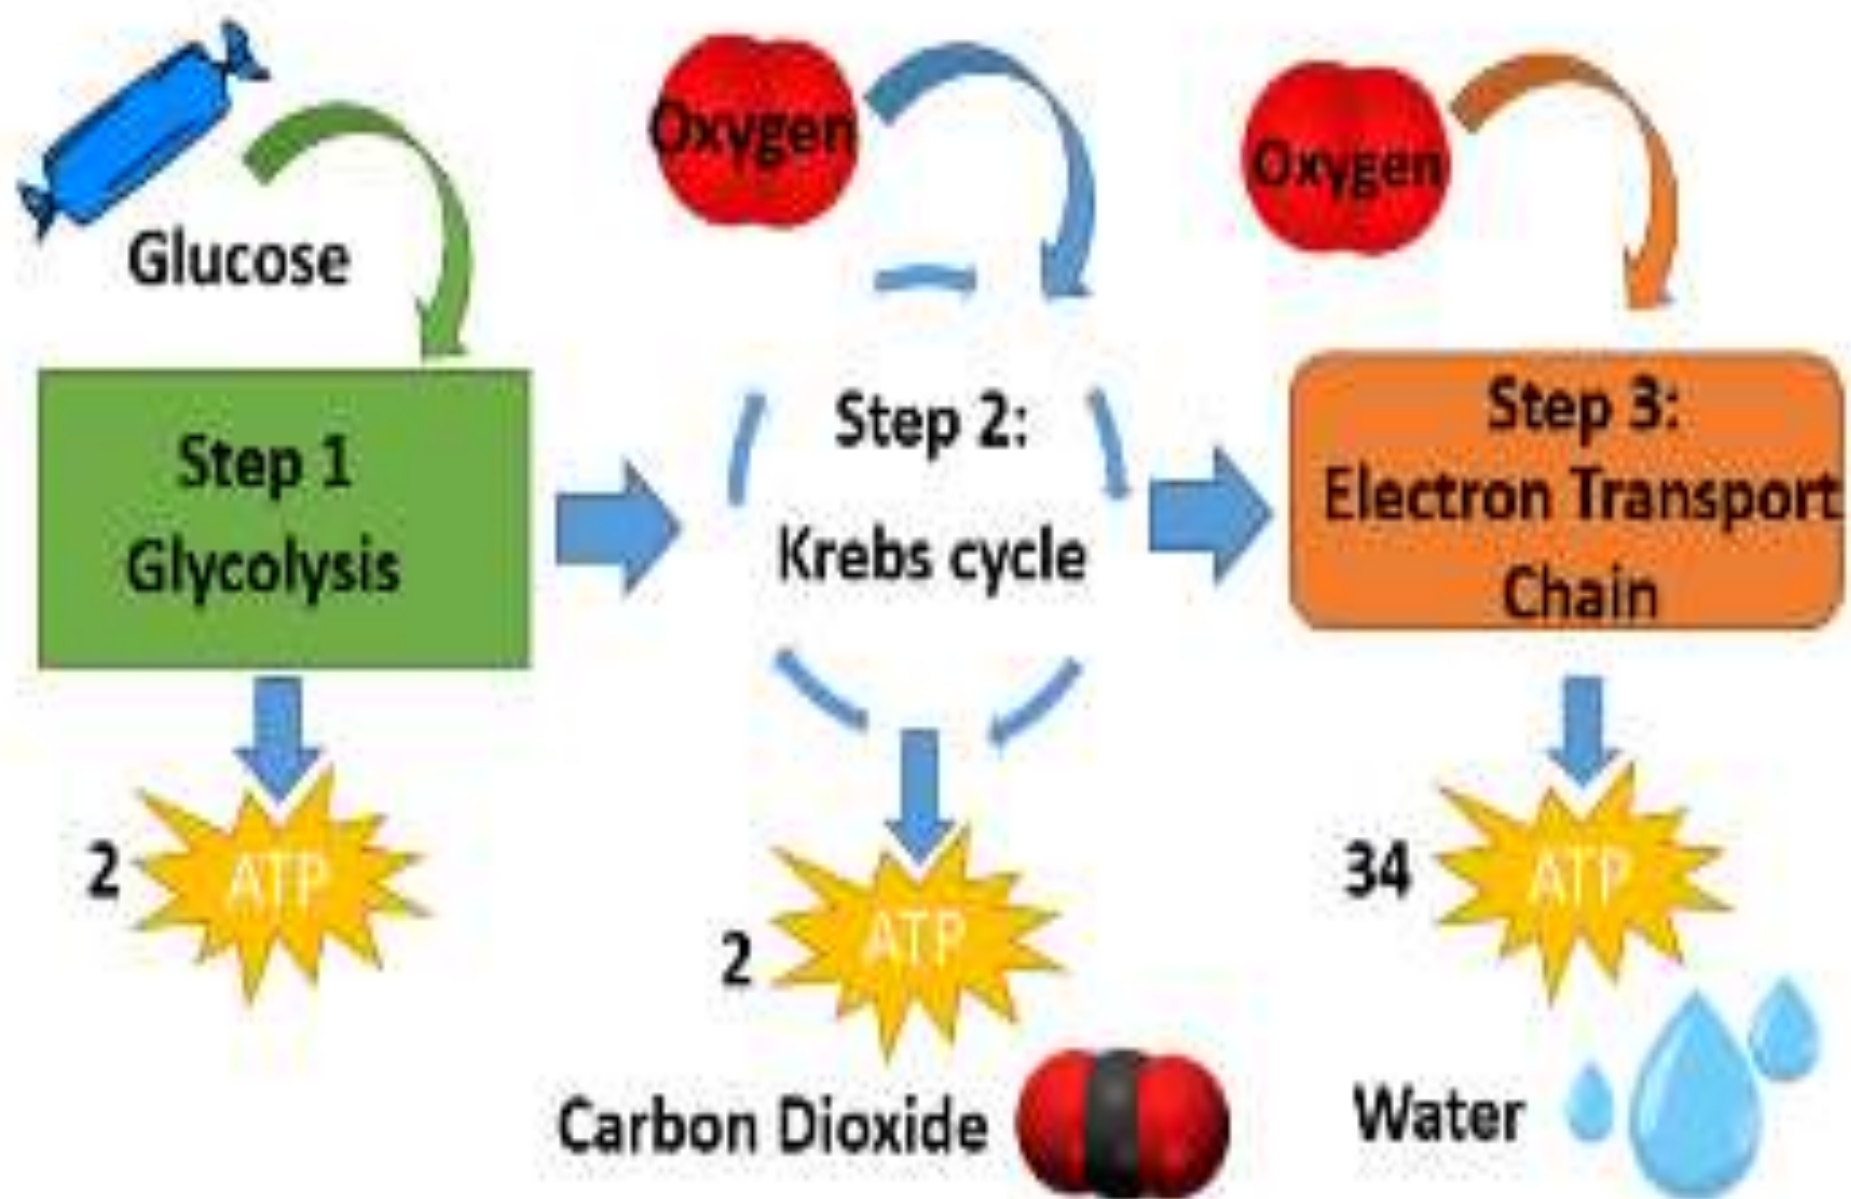 Glucose
Oxygen
Oxygen
Step 1
Glycolysis
Step 2:
Krebs cycle
Step 3:
Electron Transport
Chain
2
ATP
2
ATP
34
ATP
Carbon Dioxide
Water